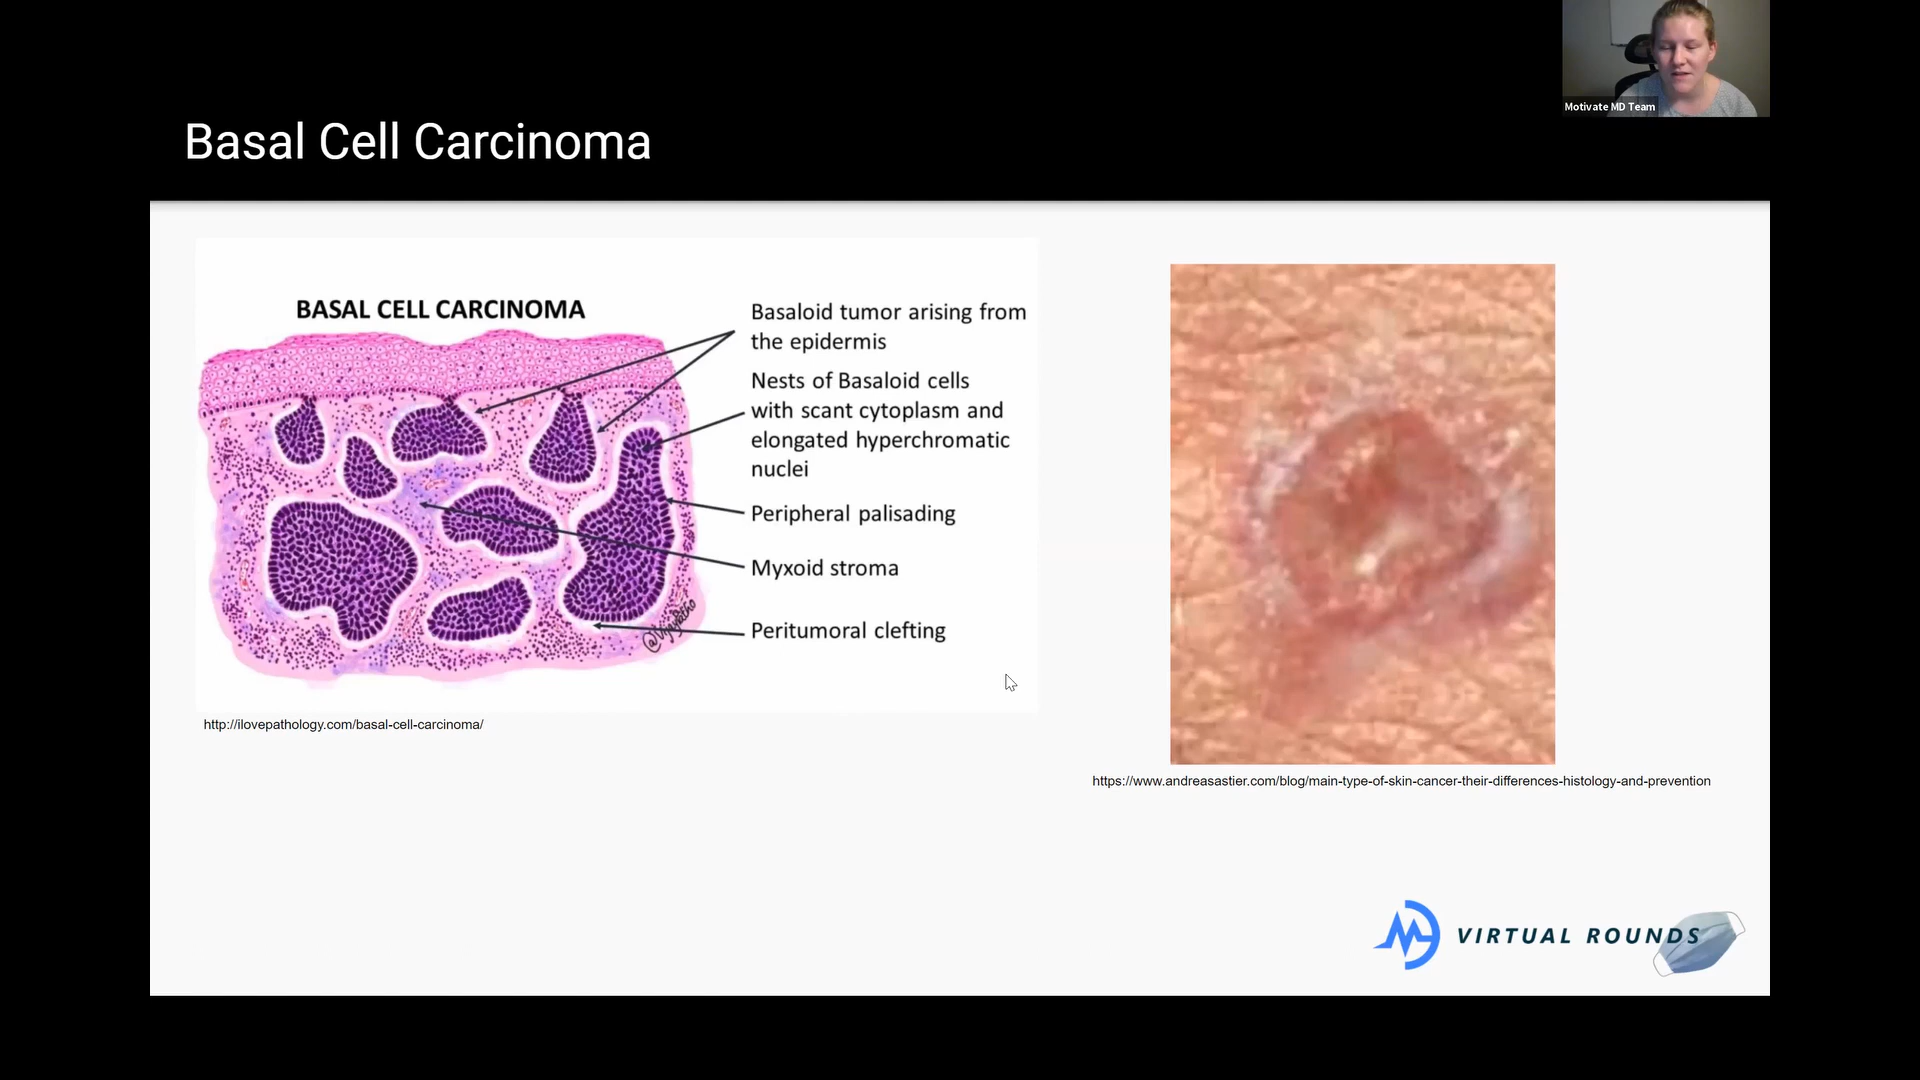 Motivate MD Team
Basal Cell Carcinoma
BASAL CELL CARCINOMA
Basaloid tumor arising from
the epidermis
Nests of Basaloid cells
with scant cytoplasm and
elongated hyperchromatic
nuclei
Peripheral palisading
Myxoid stroma
Peritumoral clefting
@Vijypatho
http://ilovepathology.com/basal-cell-carcinoma/
https://www.andreasastier.com/blog/main-type-of-skin-cancer-their-differences-histology-and-prevention
VIRTUAL ROUNDS